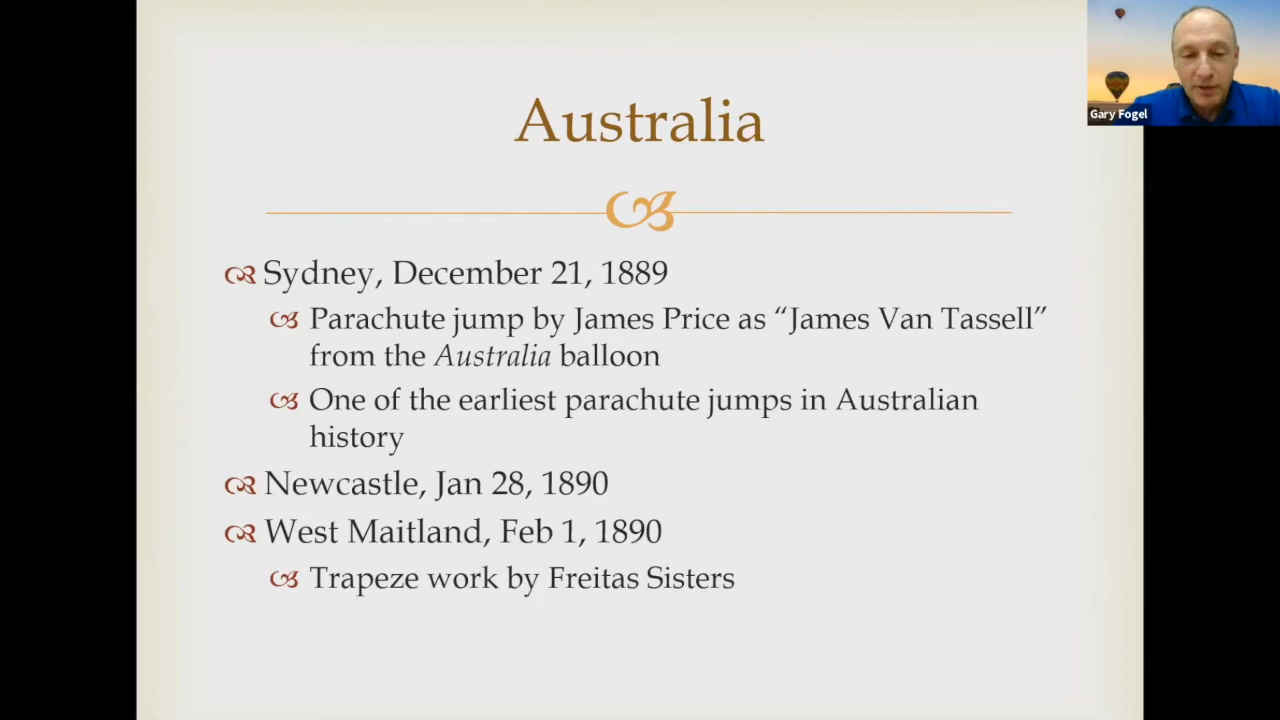 Australia
Sydney, December 21, 1889
Parachute jump by James Price as “James Van Tassell”
from the Australia balloon
One of the earliest parachute jumps in Australian
history
Newcastle, Jan 28, 1890
West Maitland, Feb 1, 1890
Trapeze work by Freitas Sisters
Gary Fogel